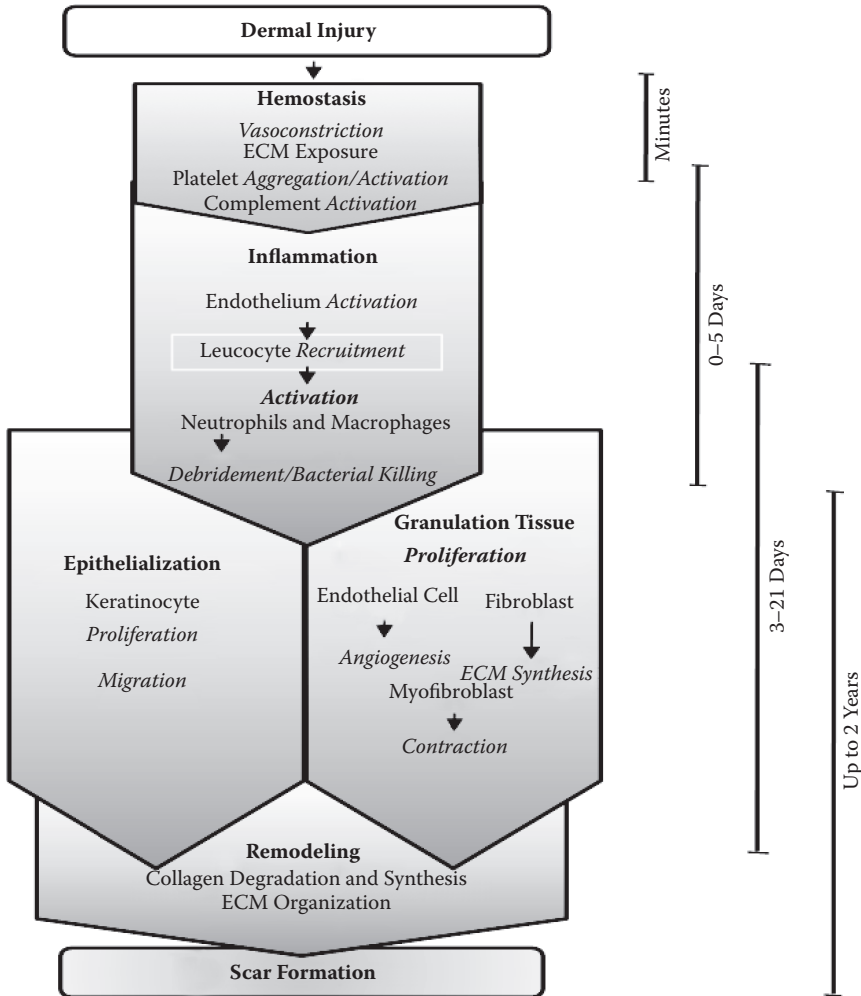 Dermal Injury
Hemostasis
Vasoconstriction
ECM Exposure
Platelet Aggregation/Activation
Complement Activation
Inflammation
Endothelium Activation
Leucocyte Recruitment
Activation
Neutrophils and Macrophages
Debridement/Bacterial Killing
Epithelialization
Keratinocyte
Proliferation
Migration
Granulation Tissue
Proliferation
Endothelial Cell
Angiogenesis
Fibroblast
ECM Synthesis
Myofibroblast
Contraction
Remodeling
Collagen Degradation and Synthesis
ECM Organization
Scar Formation
Minutes
0–5 Days
3–21 Days
Up to 2 Years